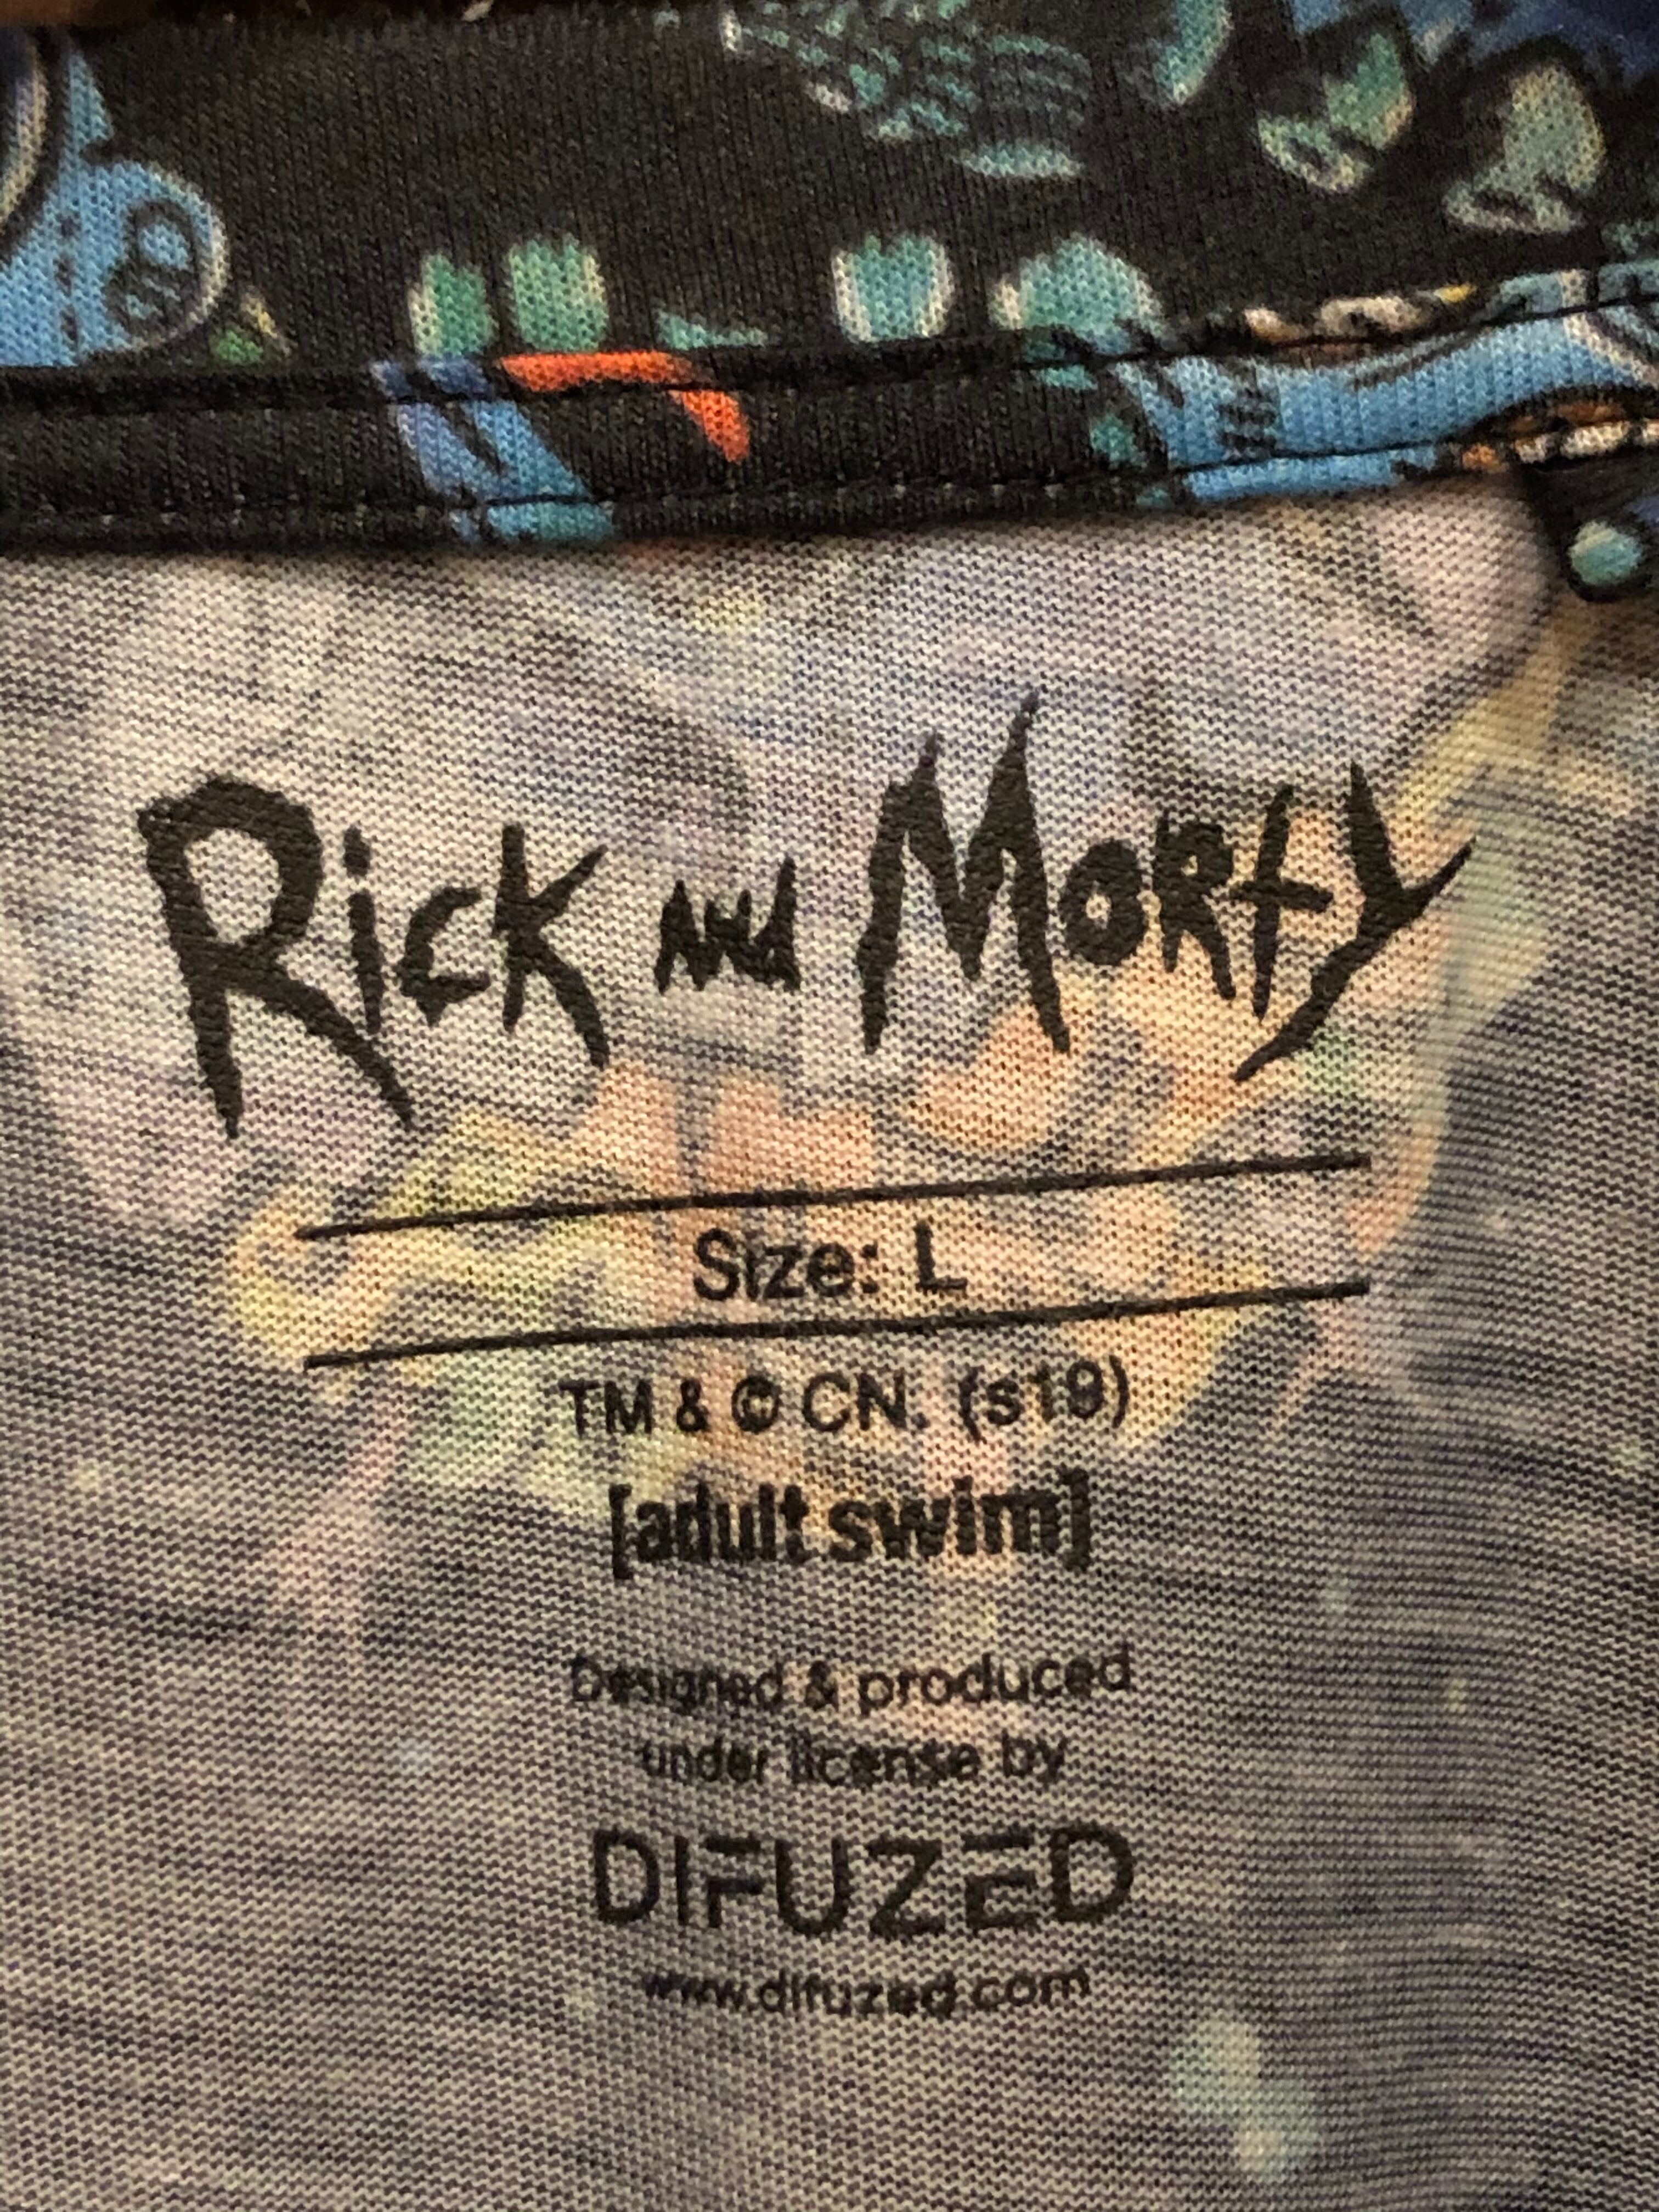 Rick and Morty
Size: L
TM & © CN. (s19)
[adult swim]
Designed & produced
under license by
DIFUZED
www.difuzed.com